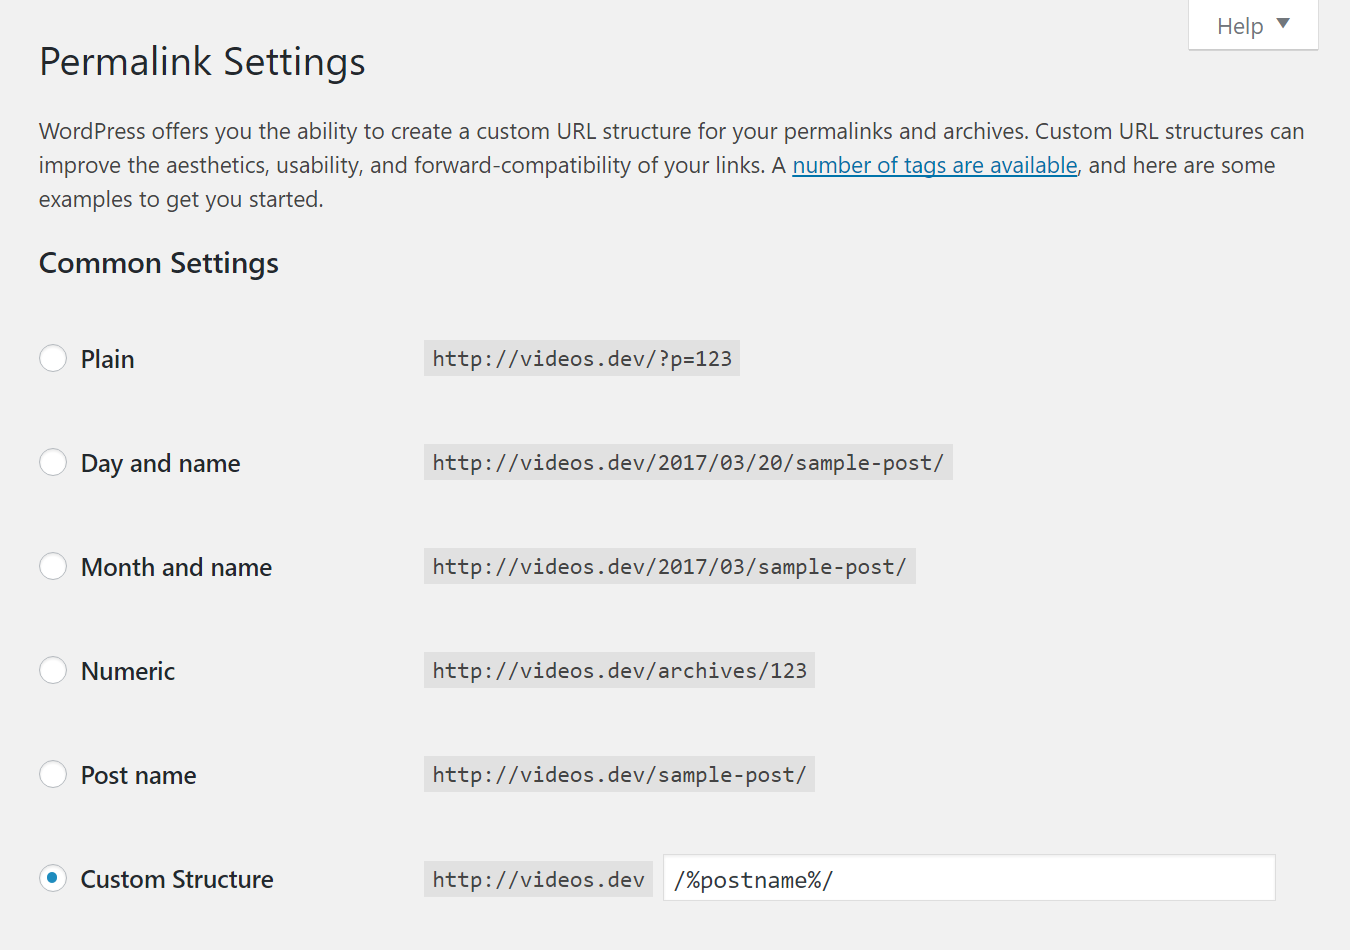 Help
Permalink Settings
WordPress offers you the ability to create a custom URL structure for your permalinks and archives. Custom URL structures can
improve the aesthetics, usability, and forward-compatibility of your links. A number of tags are available, and here are some
examples to get you started.
Common Settings
Plain http://videos.dev/?p=123
Day and name http://videos.dev/2017/03/20/sample-post/
Month and name http://videos.dev/2017/03/sample-post/
Numeric http://videos.dev/archives/123
Post name http://videos.dev/sample-post/
Custom Structure http://videos.dev /%postname%/